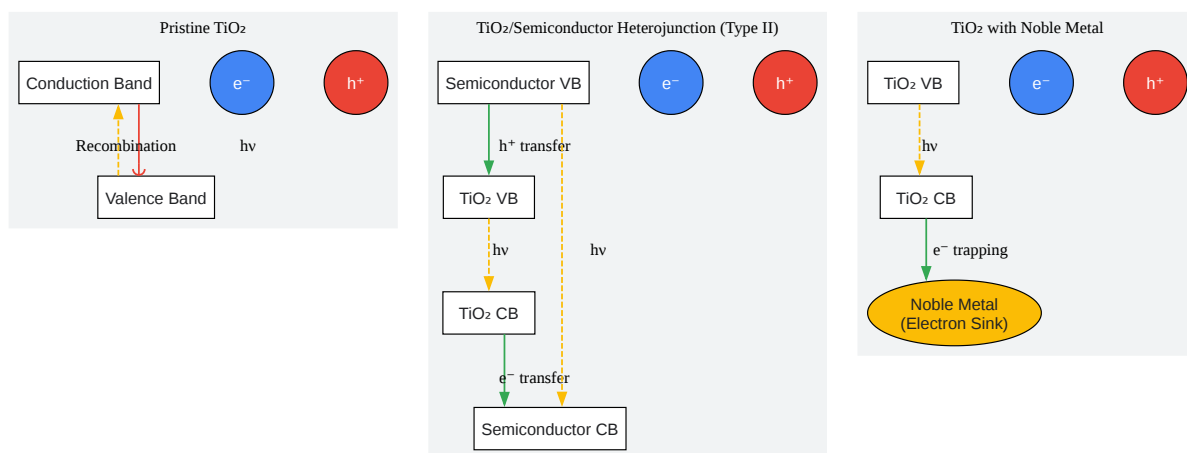 Pristine TiO₂
Conduction Band
e⁻
h⁺
Recombination
hν
Valence Band
TiO₂/Semiconductor Heterojunction (Type II)
Semiconductor VB
e⁻
h⁺
h⁺ transfer
TiO₂ VB
hν
hν
TiO₂ CB
e⁻ transfer
Semiconductor CB
TiO₂ with Noble Metal
TiO₂ VB
e⁻
h⁺
hν
TiO₂ CB
e⁻ trapping
Noble Metal
(Electron Sink)